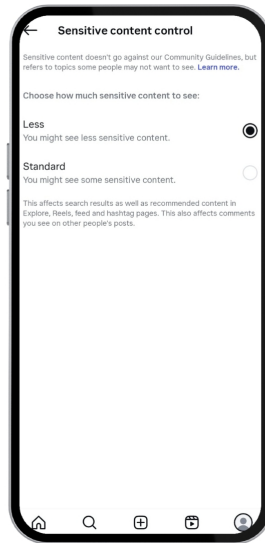 Sensitive content control
Sensitive content doesn't go against our Community Guidelines, but
refers to topics some people may not want to see. Learn more.
Choose how much sensitive content to see:
Less
You might see less sensitive content.
Standard
You might see some sensitive content.
This affects search results as well as recommended content in
Explore, Reels, feed and hashtag pages. This also affects comments
you see on other people's posts.